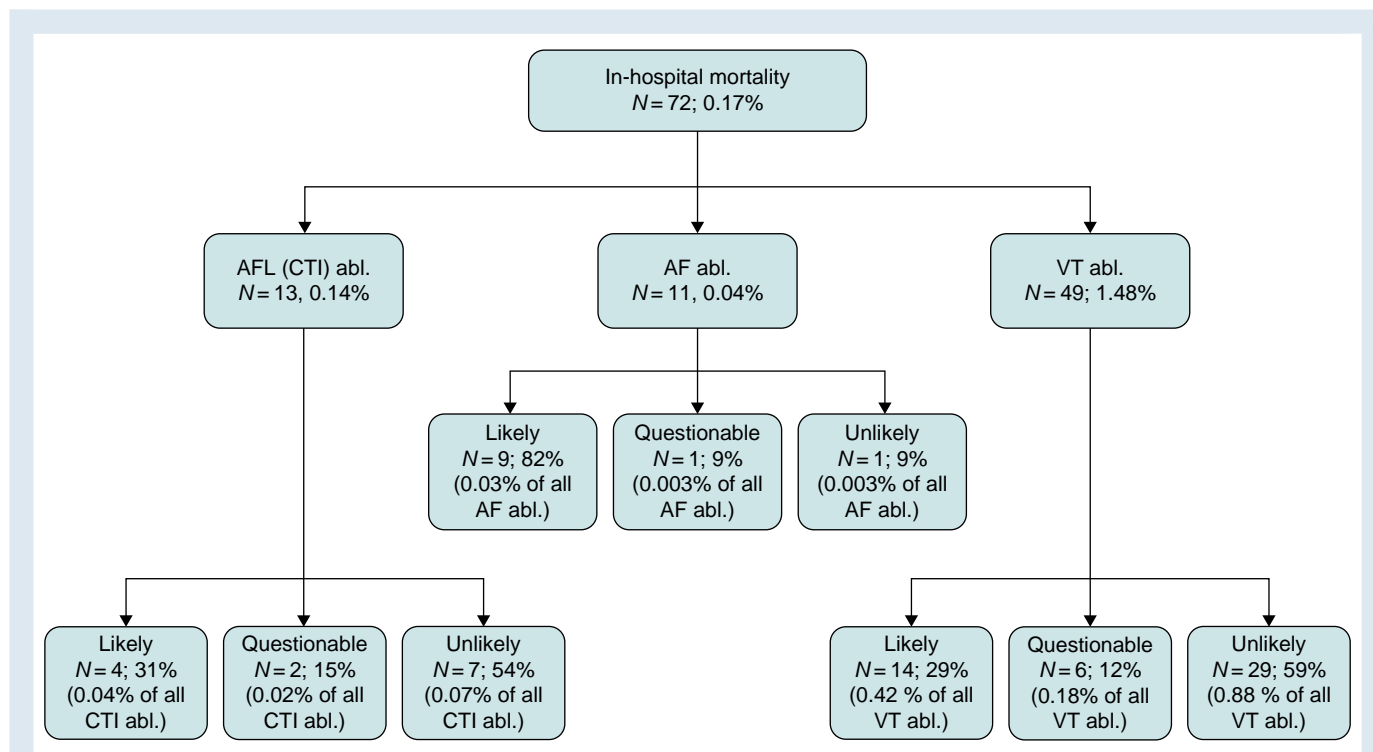 In-hospital mortality
N = 72; 0.17%
AFL (CTI) abl.
N = 13, 0.14%
AF abl.
N = 11, 0.04%
VT abl.
N = 49; 1.48%
Likely
N = 9; 82%
(0.03% of all
AF abl.)
Questionable
N = 1; 9%
(0.003% of all
AF abl.)
Unlikely
N = 1; 9%
(0.003% of all
AF abl.)
Likely
N = 4; 31%
(0.04% of all
CTI abl.)
Questionable
N = 2; 15%
(0.02% of all
CTI abl.)
Unlikely
N = 7; 54%
(0.07% of all
CTI abl.)
Likely
N = 14; 29%
(0.42 % of all
VT abl.)
Questionable
N = 6; 12%
(0.18% of all
VT abl.)
Unlikely
N = 29; 59%
(0.88 % of all
VT abl.)